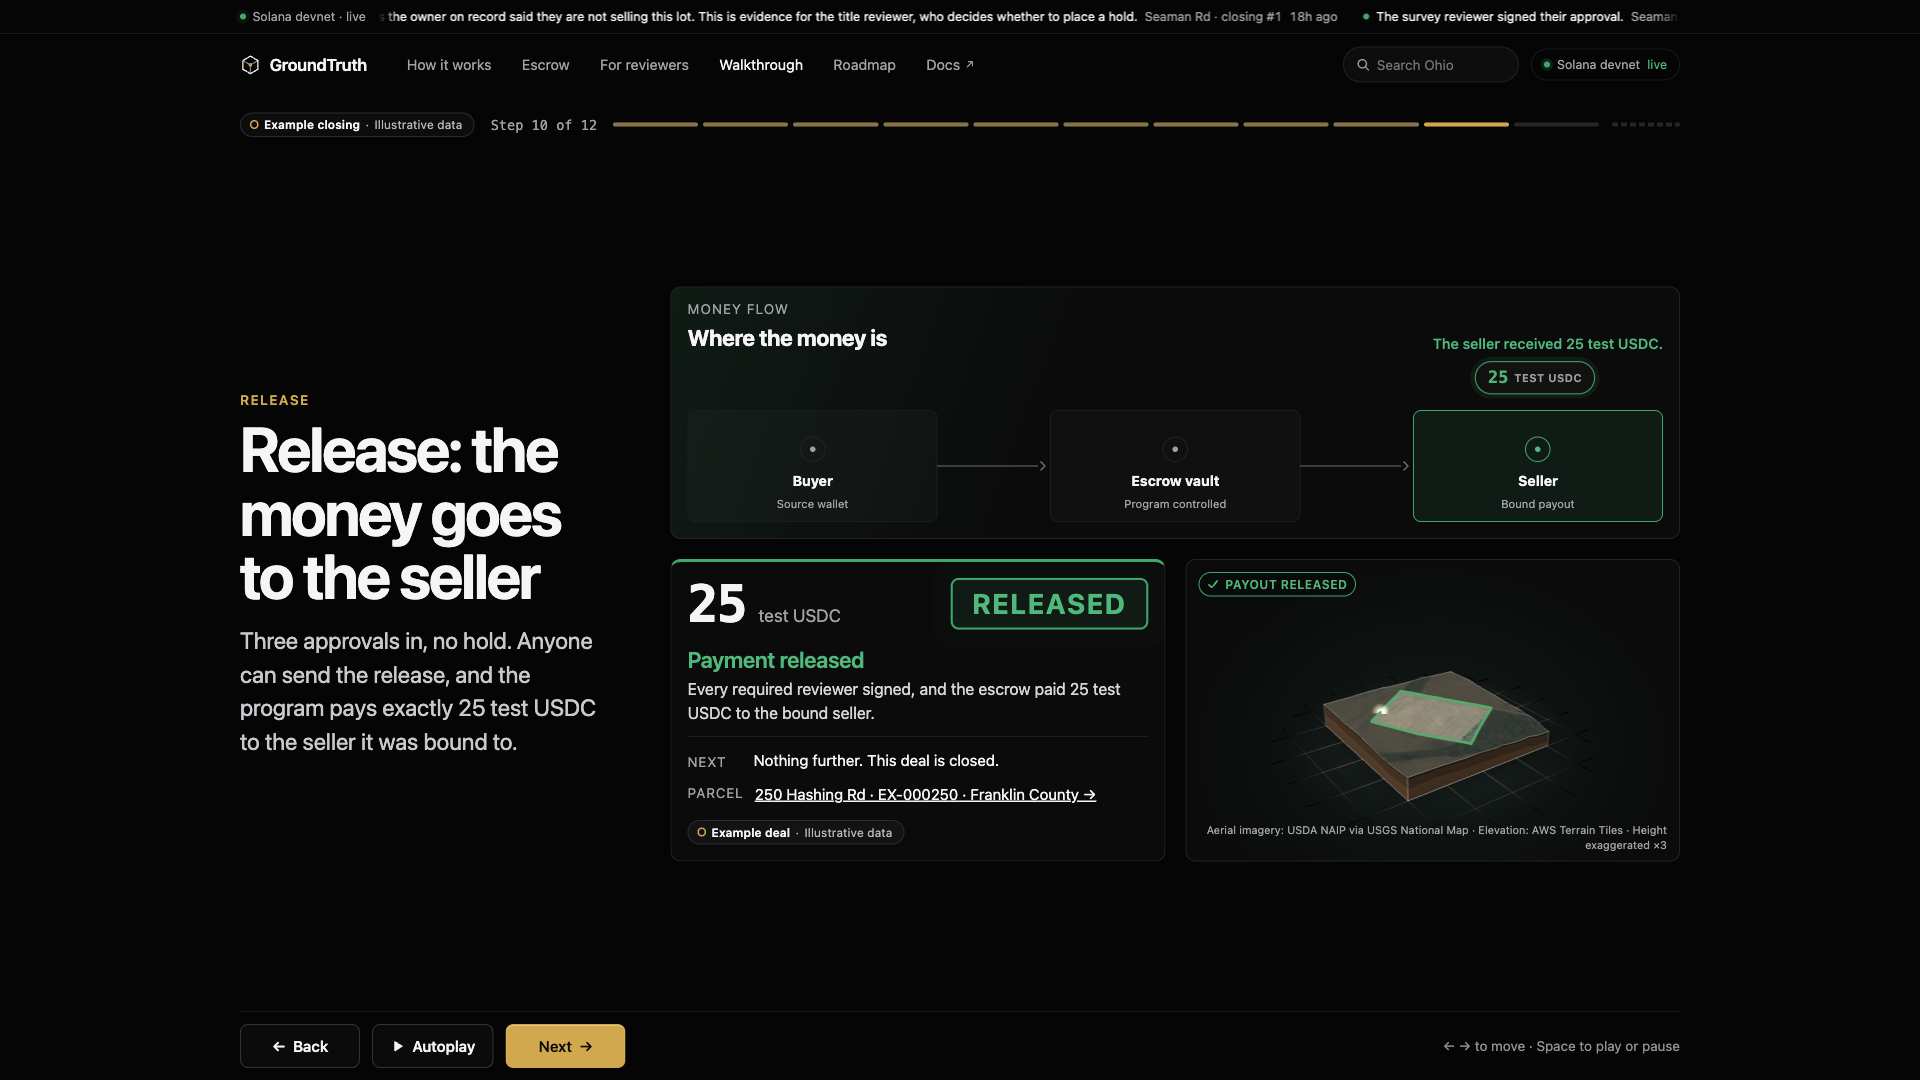 Solana devnet · live
the owner on record said they are not selling this lot. This is evidence for the title reviewer, who decides whether to place a hold. Seaman Rd · closing #1 18h ago
The survey reviewer signed their approval. Seaman
GroundTruth
How it works
Escrow
For reviewers
Walkthrough
Roadmap
Docs ↗
Search Ohio
Solana devnet live
Example closing · Illustrative data
Step 10 of 12
RELEASE
Release: the
money goes
to the seller
Three approvals in, no hold. Anyone
can send the release, and the
program pays exactly 25 test USDC
to the seller it was bound to.
MONEY FLOW
Where the money is
The seller received 25 test USDC.
25 TEST USDC
Buyer
Source wallet
Escrow vault
Program controlled
Seller
Bound payout
25 test USDC
RELEASED
Payment released
Every required reviewer signed, and the escrow paid 25 test
USDC to the bound seller.
NEXT Nothing further. This deal is closed.
PARCEL 250 Hashing Rd · EX-000250 · Franklin County →
Example deal · Illustrative data
✓ PAYOUT RELEASED
Aerial imagery: USDA NAIP via USGS National Map · Elevation: AWS Terrain Tiles · Height
exaggerated ×3
← Back
▶ Autoplay
Next →
← → to move · Space to play or pause